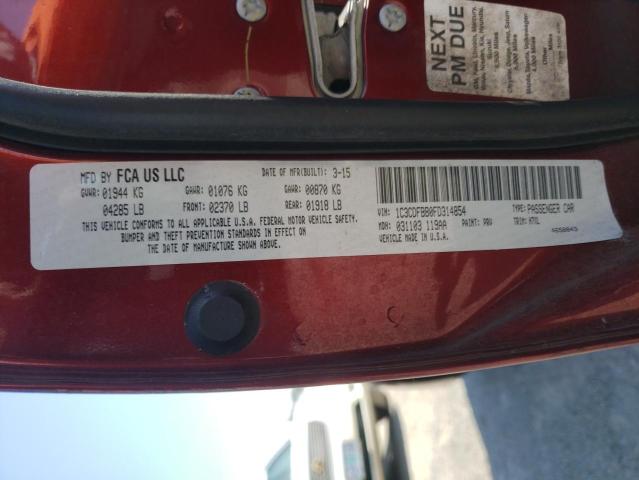 NEXT
PM DUE
MFD BY FCA US LLC DATE OF MFR(BUILT): 3-15
GVWR: 01944 KG GAWR: 01076 KG GAWR: 00870 KG
04285 LB FRONT: 02370 LB REAR: 01918 LB
THIS VEHICLE CONFORMS TO ALL APPLICABLE U.S.A. FEDERAL MOTOR VEHICLE SAFETY,
BUMPER AND THEFT PREVENTION STANDARDS IN EFFECT ON
THE DATE OF MANUFACTURE SHOWN ABOVE.
VIN: 1C3CDFBB0FD314854 TYPE: PASSENGER CAR
MDH: 031103 119AA PAINT: PRV TRIM: K7X1
VEHICLE MADE IN U.S.A.